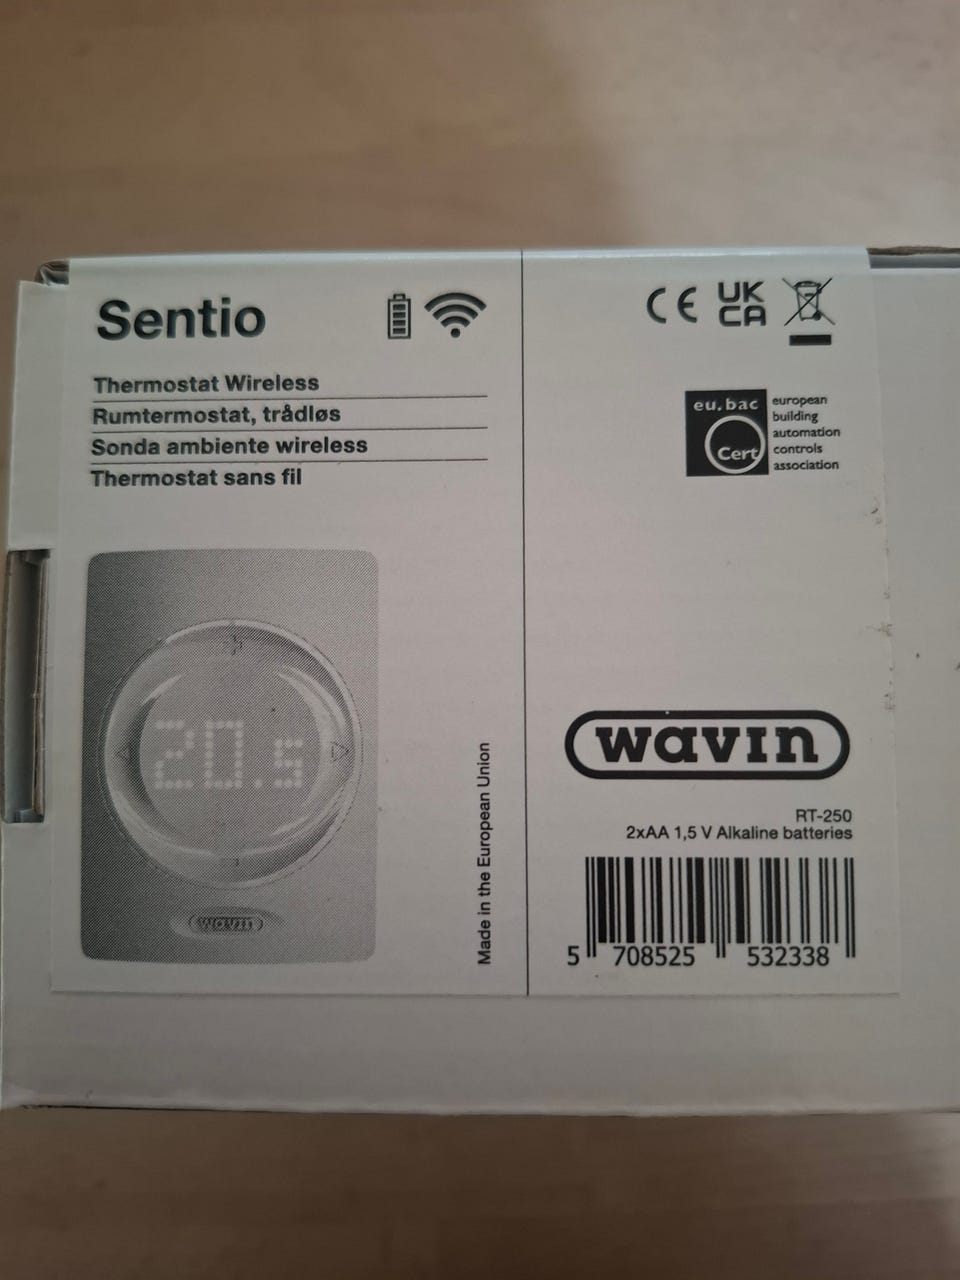 Sentio
Thermostat Wireless
Rumtermostat, trådløs
Sonda ambiente wireless
Thermostat sans fil
20.5
wavin
Made in the European Union
CE UK
CA
eu.bac
Cert
european
building
automation
controls
association
wavin
RT-250
2xAA 1,5 V Alkaline batteries
5 708525 532338